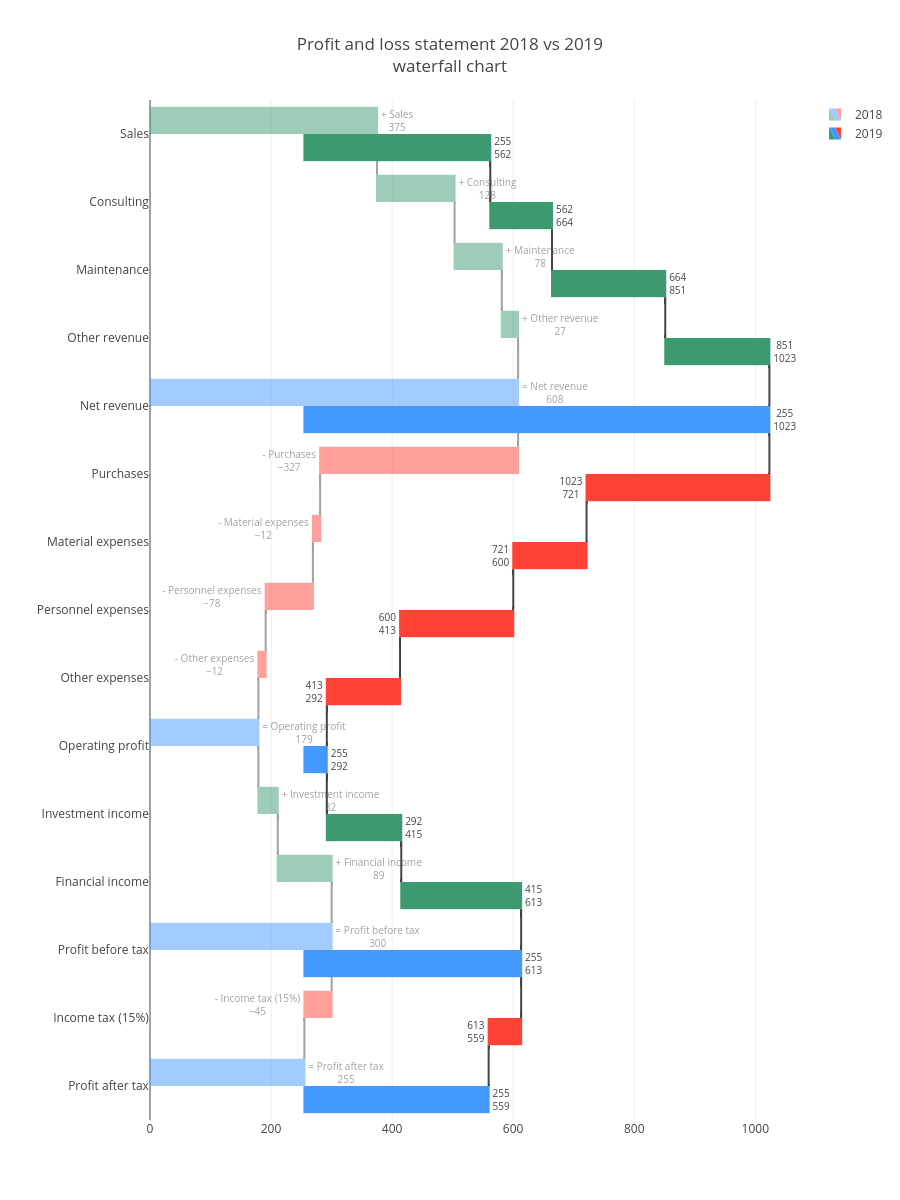 Profit and loss statement 2018 vs 2019
waterfall chart
2018
2019
Sales
+ Sales
375
255
562
Consulting
+ Consulting
128
562
664
Maintenance
+ Maintenance
78
664
851
Other revenue
+ Other revenue
27
851
1023
Net revenue
= Net revenue
608
255
1023
Purchases
- Purchases
−327
1023
721
Material expenses
- Material expenses
−12
721
600
Personnel expenses
- Personnel expenses
−78
600
413
Other expenses
- Other expenses
−12
413
292
Operating profit
= Operating profit
179
255
292
Investment income
+ Investment income
32
292
415
Financial income
+ Financial income
89
415
613
Profit before tax
= Profit before tax
300
255
613
Income tax (15%)
- Income tax (15%)
−45
613
559
Profit after tax
= Profit after tax
255
255
559
0 200 400 600 800 1000